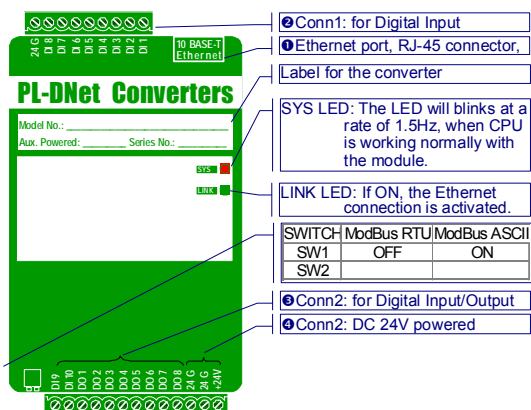 24 G
DI 8
DI 7
DI 6
DI 5
DI 4
DI 3
DI 2
DI 1
10 BASE-T
Ethernet
PL-DNet Converters
Model No.: ____________________
Aux. Powered: ________ Series No.: ________
SYS
LINK
❷Conn1: for Digital Input
❶Ethernet port, RJ-45 connector,
Label for the converter
SYS LED: The LED will blinks at a
rate of 1.5Hz, when CPU
is working normally with
the module.
LINK LED: If ON, the Ethernet
connection is activated.
SWITCH ModBus RTU ModBus ASCII
SW1 OFF ON
SW2
❸Conn2: for Digital Input/Output
❹Conn2: DC 24V powered
DI9
DI 10
DO 1
DO 2
DO 3
DO 4
DO 5
DO 6
DO 7
DO 8
24 G
24 G
+24V